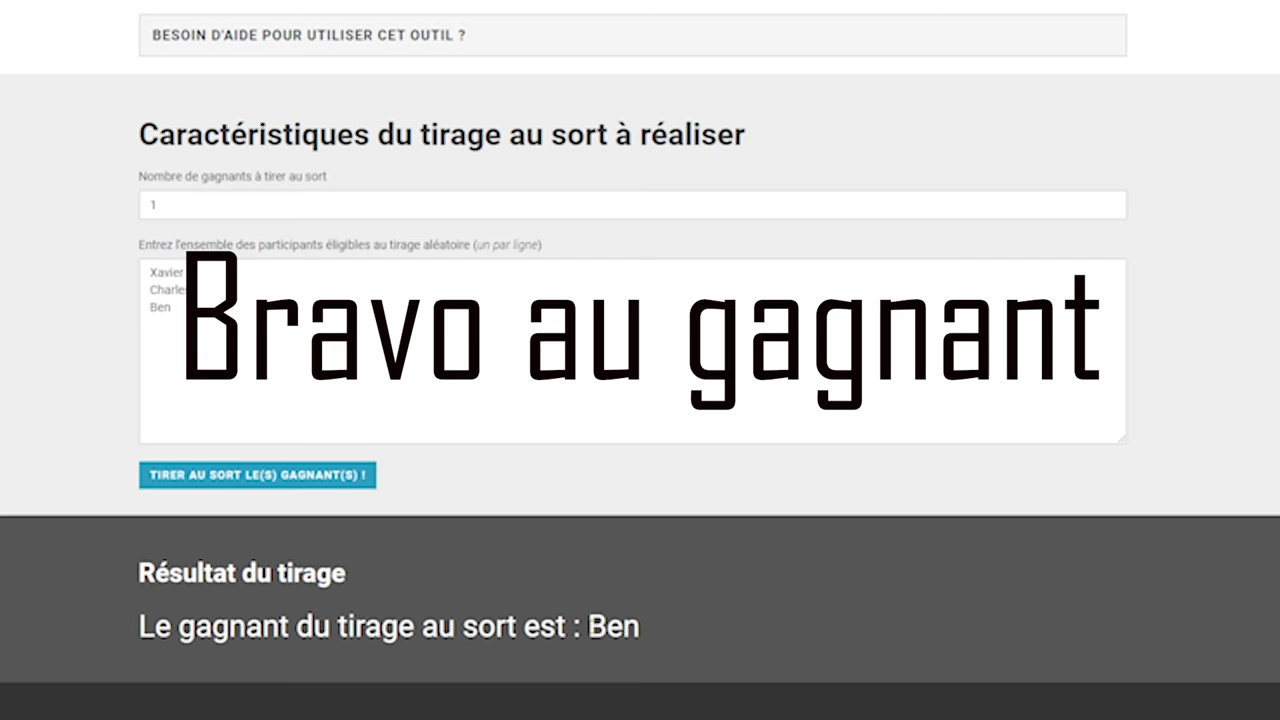 BESOIN D'AIDE POUR UTILISER CET OUTIL ?
Caractéristiques du tirage au sort à réaliser
Nombre de gagnants à tirer au sort
1
Entrez l'ensemble des participants éligibles au tirage aléatoire (un par ligne)
Xavier
Ben
Bravo au gagnant
TIRER AU SORT LE(S) GAGNANT(S) !
Résultat du tirage
Le gagnant du tirage au sort est : Ben